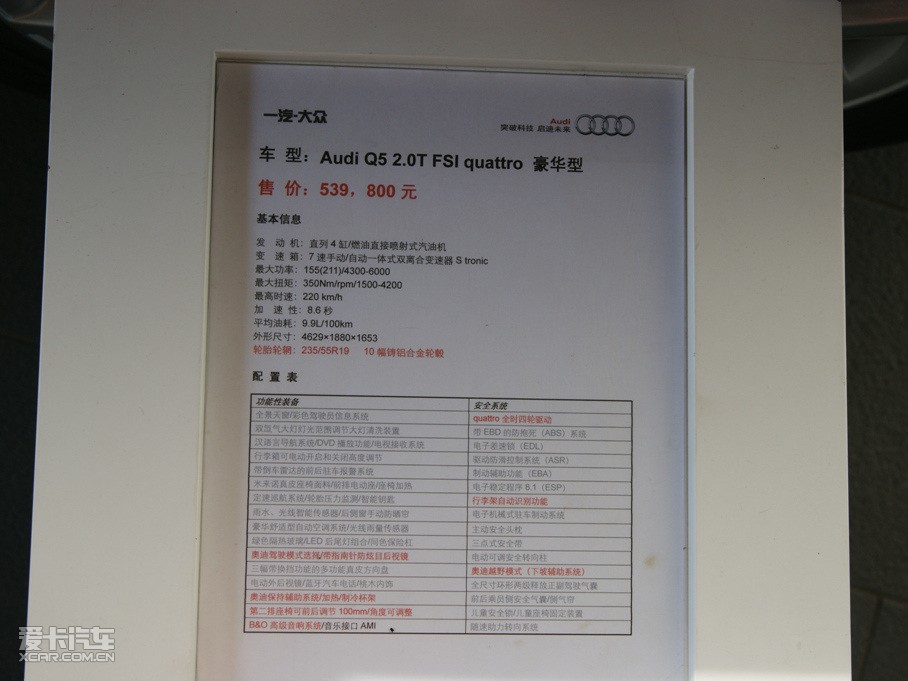 一汽-大众
Audi
突破科技 启迪未来
车 型：Audi Q5 2.0T FSI quattro 豪华型
售 价：539，800 元
基本信息
发 动 机：直列 4 缸/燃油直接喷射式汽油机
变 速 箱：7 速手动/自动一体式双离合变速器 S tronic
最大功率：155(211)/4300-6000
最大扭矩：350Nm/rpm/1500-4200
最高时速：220 km/h
加 速 性：8.6 秒
平均油耗：9.9L/100km
外形尺寸：4629×1880×1653
轮胎轮辋：235/55R19 10 幅铸铝合金轮毂
配 置 表
功能性装备 安全系统
全景天窗/彩色驾驶员信息系统 quattro 全时四轮驱动
双氙气大灯灯光范围调节大灯清洗装置 带 EBD 的防抱死（ABS）系统
汉语言导航系统/DVD 播放功能/电视接收系统 电子差速锁（EDL）
行李箱可电动开启和关闭高度调节 驱动防滑控制系统（ASR）
带倒车雷达的前后驻车报警系统 制动辅助功能（EBA）
米米诺真皮座椅面料/前排电动座/座椅加热 电子稳定程序 8.1（ESP）
定速巡航系统/轮胎压力监测/智能钥匙 行李架自动识别功能
雨水、光线智能传感器/后侧窗手动防晒帘 电子机械式驻车制动系统
豪华舒适型自动空调系统/光线雨量传感器 主动安全头枕
绿色隔热玻璃/LED 后尾灯组合/同色保险杠 三点式安全带
奥迪驾驶模式选择/带指南针防炫目后视镜 电动可调安全转向柱
三辐带换挡功能的多功能真皮方向盘 奥迪越野模式（下坡辅助系统）
电动外后视镜/蓝牙汽车电话/核木内饰 全尺寸环形两级释放正副驾驶气囊
奥迪保持辅助系统/加热/制冷杯架 前后乘员侧安全气囊/侧气帘
第二排座椅可前后调节 100mm/角度可调整 儿童安全锁/儿童座椅固定装置
B&O 高级音响系统/音乐接口 AMI 随速助力转向系统
爱卡汽车
XCAR.COM.CN